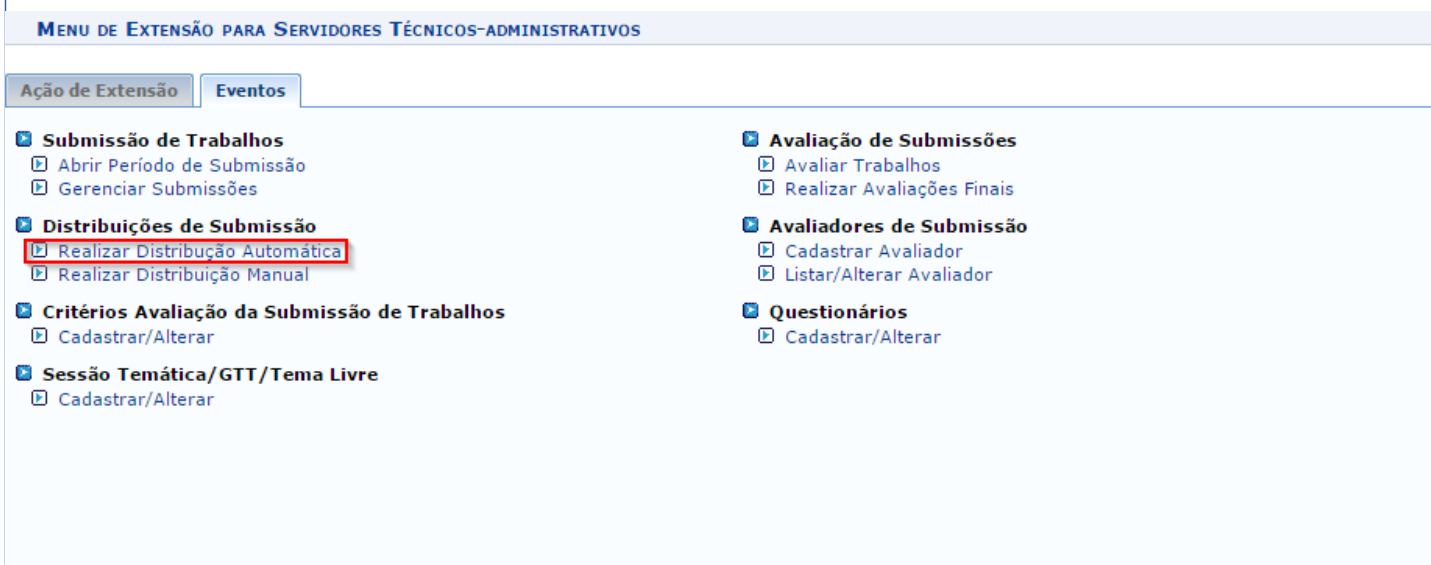 MENU DE EXTENSÃO PARA SERVIDORES TÉCNICOS-ADMINISTRATIVOS
Ação de Extensão
Eventos
Submissão de Trabalhos
Abrir Período de Submissão
Gerenciar Submissões
Distribuições de Submissão
Realizar Distribução Automática
Realizar Distribuição Manual
Critérios Avaliação da Submissão de Trabalhos
Cadastrar/Alterar
Sessão Temática/GTT/Tema Livre
Cadastrar/Alterar
Avaliação de Submissões
Avaliar Trabalhos
Realizar Avaliações Finais
Avaliadores de Submissão
Cadastrar Avaliador
Listar/Alterar Avaliador
Questionários
Cadastrar/Alterar